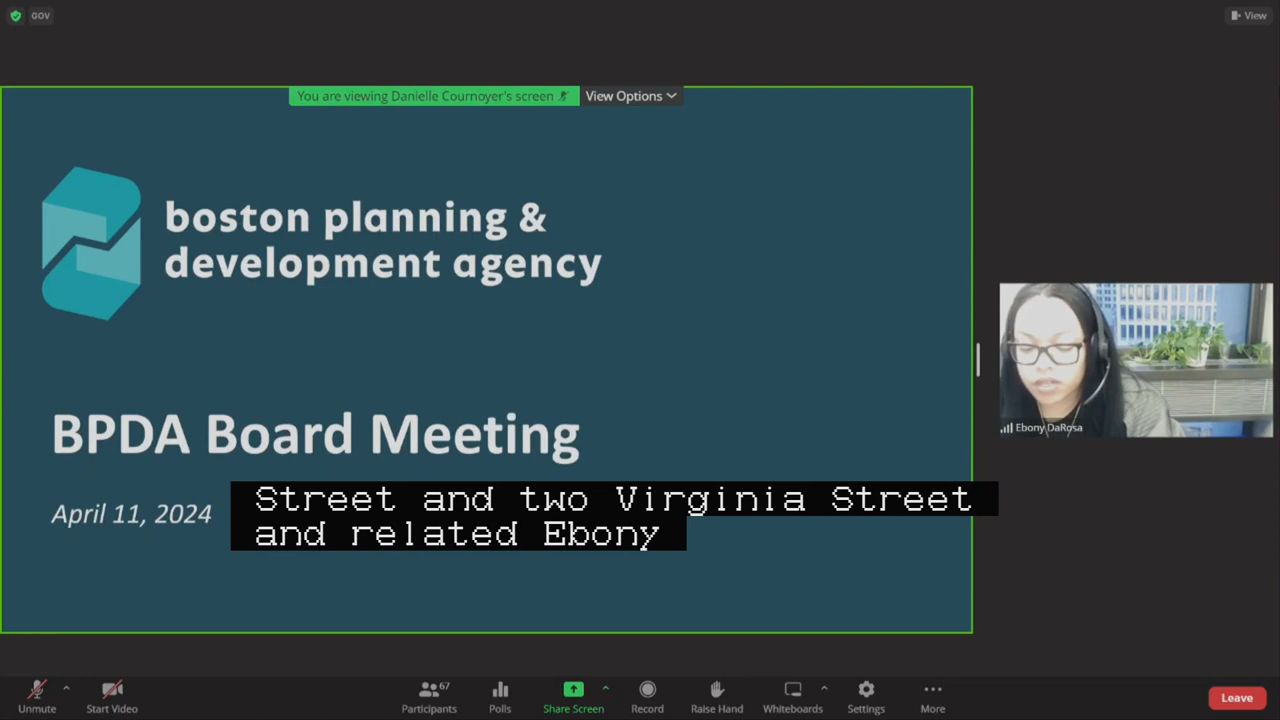 GOV
View
You are viewing Danielle Cournoyer's screen
View Options
boston planning &
development agency
BPDA Board Meeting
April 11, 2024
Street and two Virginia Street
and related Ebony
Ebony DaRosa
Unmute
Start Video
Participants
67
Polls
Share Screen
Record
Raise Hand
Whiteboards
Settings
More
Leave